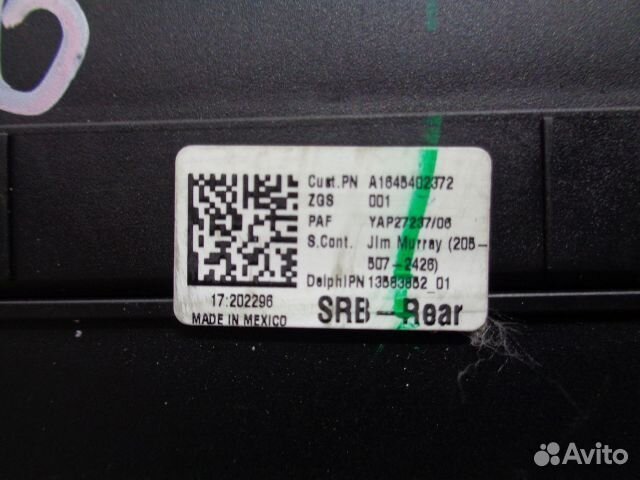 Cust.PN A1645402372
ZGS 001
PAF YAP27237/06
S.Cont. Jim Murray (205-
507-2426)
DelphiPN 13583652_01
17:202296
MADE IN MEXICO
SRB-Rear
Avito